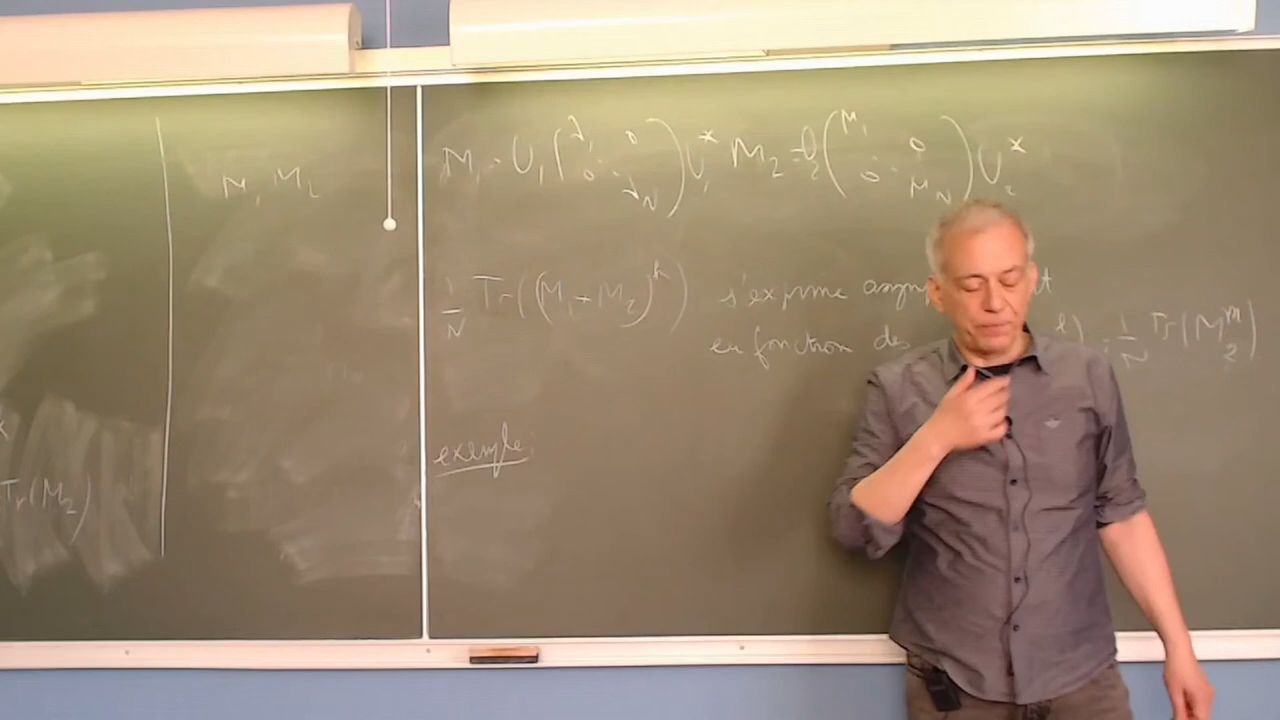 M₁ M₂
Tr(M₂)
M₁ = U₁ (λ₁ 0 0 λ_N) U₁* M₂ = U₂ (μ₁ 0 0 μ_N) U₂*
1/N Tr((M₁+M₂)^k) s'exprime
en fonction des ; 1/N Tr(M₂^m)
exemple: